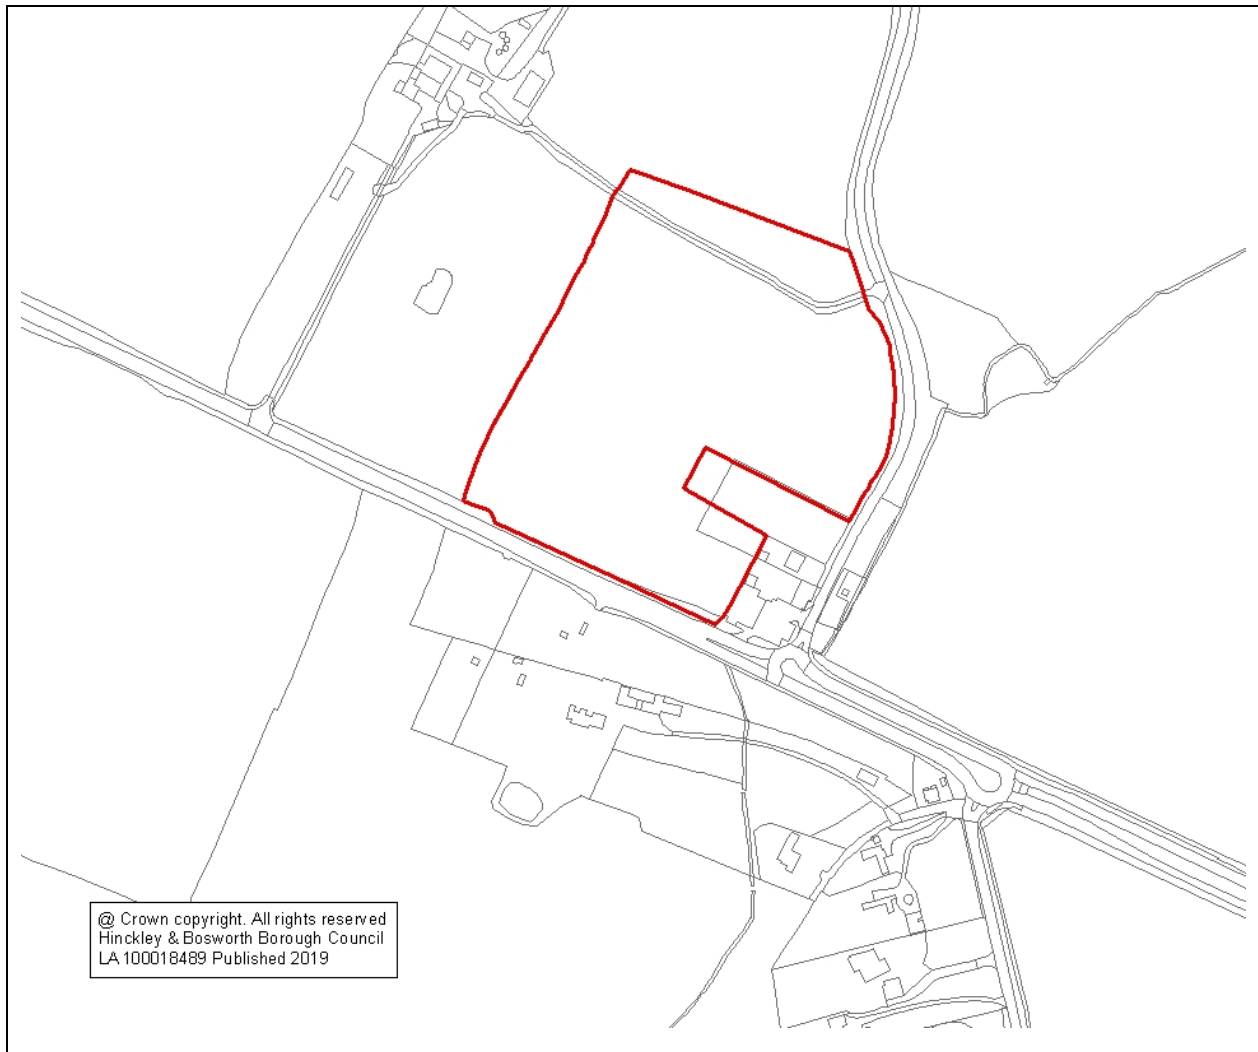 @ Crown copyright. All rights reserved
Hinckley & Bosworth Borough Council
LA 100018489 Published 2019